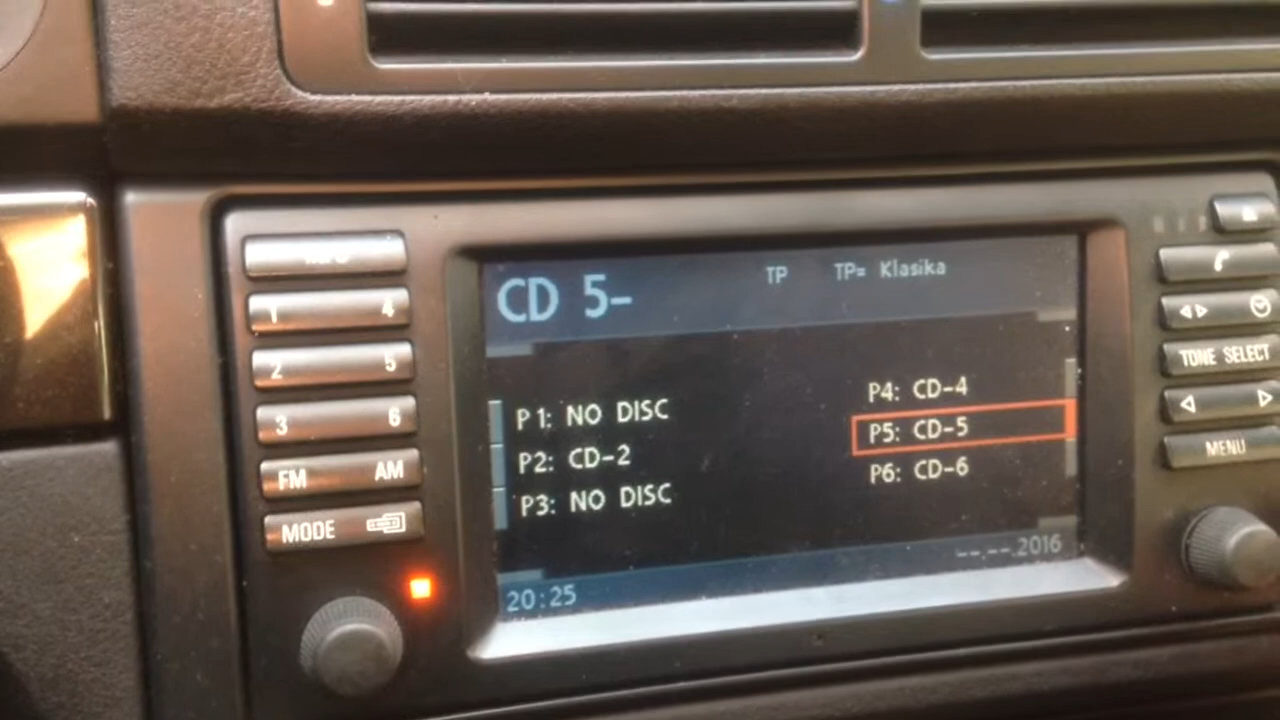 CD 5-
TP TP= Klasika
P1: NO DISC
P2: CD-2
P3: NO DISC
P4: CD-4
P5: CD-5
P6: CD-6
20:25
--.--.2016
1 4
2 5
3 6
FM AM
MODE
TONE SELECT
MENU